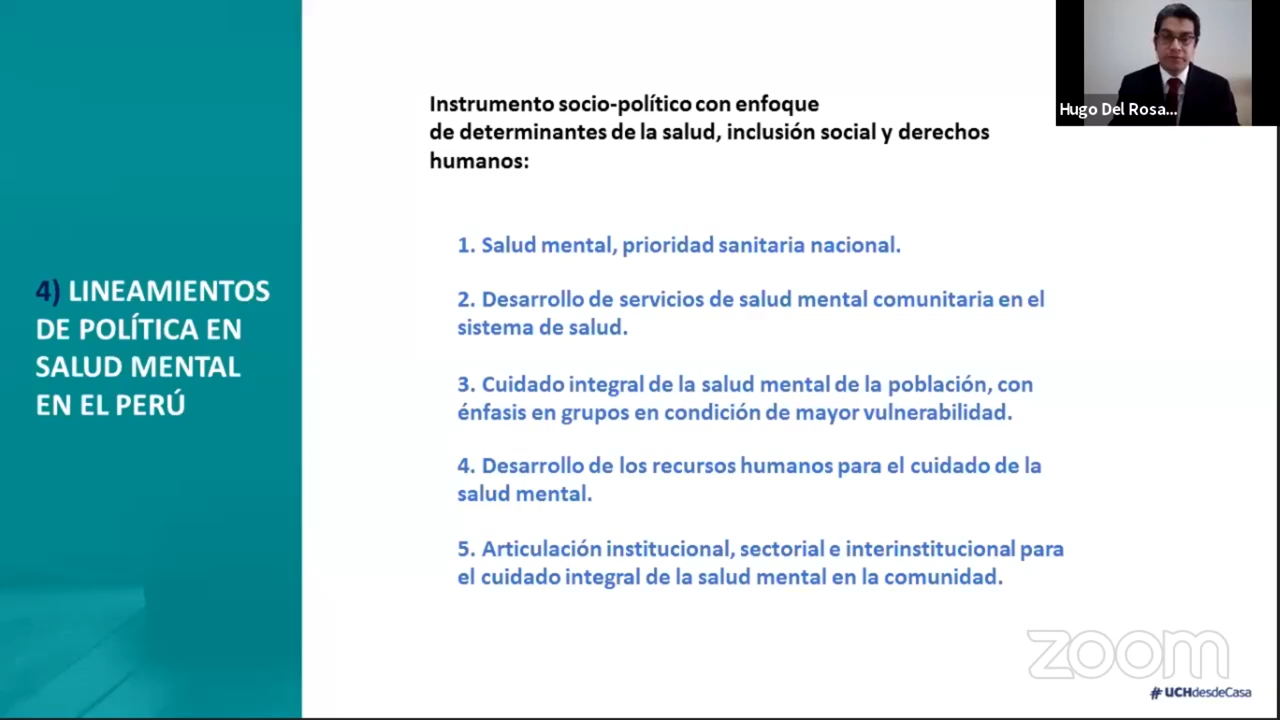 4) LINEAMIENTOS
DE POLÍTICA EN
SALUD MENTAL
EN EL PERÚ
Instrumento socio-político con enfoque
de determinantes de la salud, inclusión social y derechos
humanos:
1. Salud mental, prioridad sanitaria nacional.
2. Desarrollo de servicios de salud mental comunitaria en el
sistema de salud.
3. Cuidado integral de la salud mental de la población, con
énfasis en grupos en condición de mayor vulnerabilidad.
4. Desarrollo de los recursos humanos para el cuidado de la
salud mental.
5. Articulación institucional, sectorial e interinstitucional para
el cuidado integral de la salud mental en la comunidad.
Hugo Del Rosa...
zoom
#UCHdesdeCasa